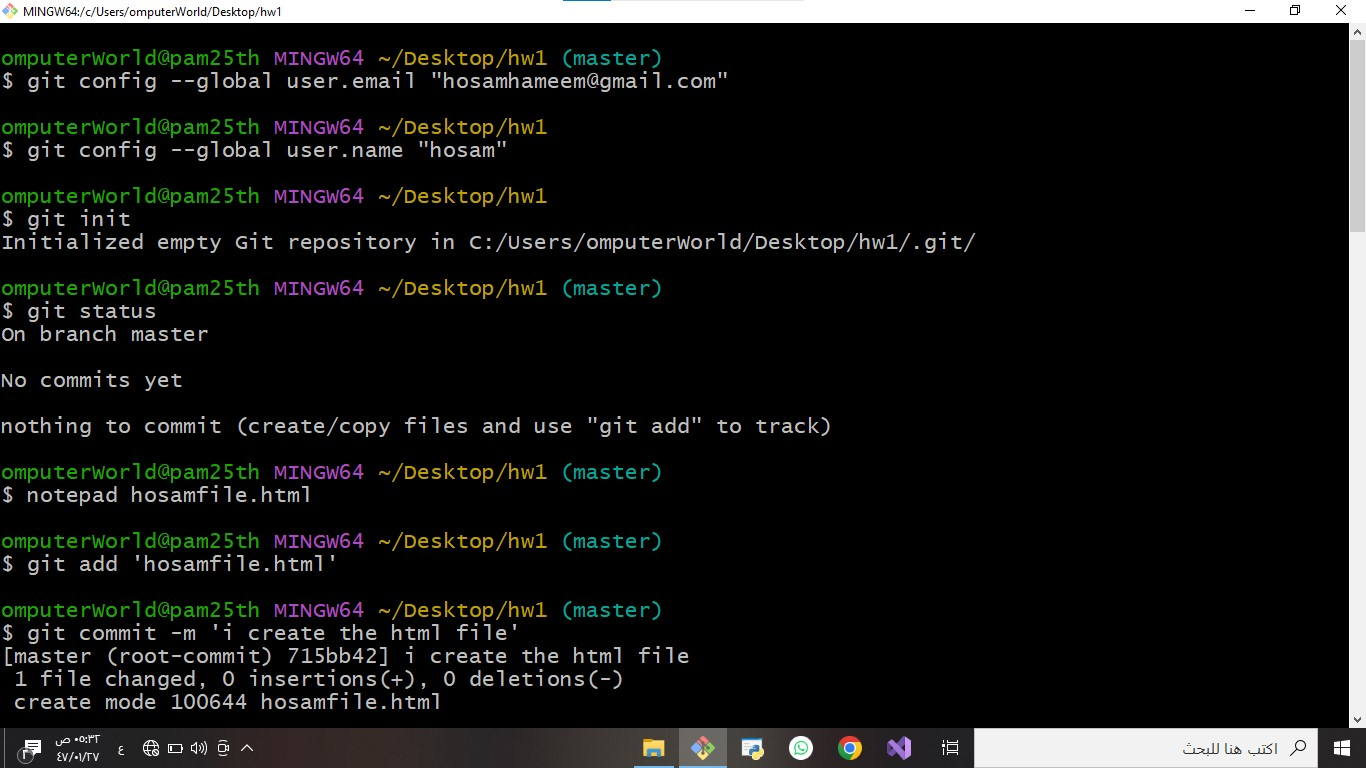 MINGW64:/c/Users/omputerWorld/Desktop/hw1
omputerWorld@pam25th MINGW64 ~/Desktop/hw1 (master)
$ git config --global user.email "hosamhameem@gmail.com"
omputerWorld@pam25th MINGW64 ~/Desktop/hw1
$ git config --global user.name "hosam"
omputerWorld@pam25th MINGW64 ~/Desktop/hw1
$ git init
Initialized empty Git repository in C:/Users/omputerWorld/Desktop/hw1/.git/
omputerWorld@pam25th MINGW64 ~/Desktop/hw1 (master)
$ git status
On branch master
No commits yet
nothing to commit (create/copy files and use "git add" to track)
omputerWorld@pam25th MINGW64 ~/Desktop/hw1 (master)
$ notepad hosamfile.html
omputerWorld@pam25th MINGW64 ~/Desktop/hw1 (master)
$ git add 'hosamfile.html'
omputerWorld@pam25th MINGW64 ~/Desktop/hw1 (master)
$ git commit -m 'i create the html file'
[master (root-commit) 715bb42] i create the html file
 1 file changed, 0 insertions(+), 0 deletions(-)
 create mode 100644 hosamfile.html
اكتب هنا للبحث
ع
٠٥:٣٢ ص
٤٧/٠١/٢٧